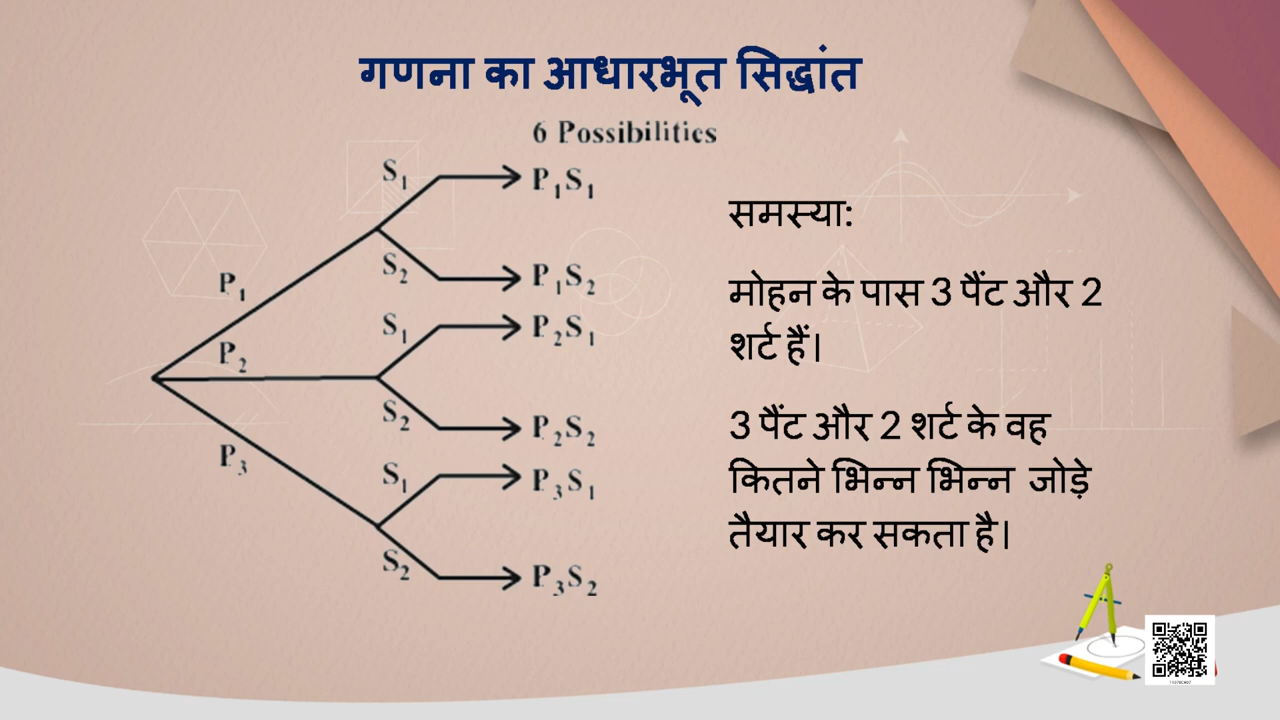 गणना का आधारभूत सिद्धांत
6 Possibilities
S₁
P₁S₁
P₁
S₂
P₁S₂
S₁
P₂S₁
P₂
S₂
P₂S₂
P₃
S₁
P₃S₁
S₂
P₃S₂
समस्या:
मोहन के पास 3 पैंट और 2
शर्ट हैं।
3 पैंट और 2 शर्ट के वह
कितने भिन्न भिन्न जोड़े
तैयार कर सकता है।